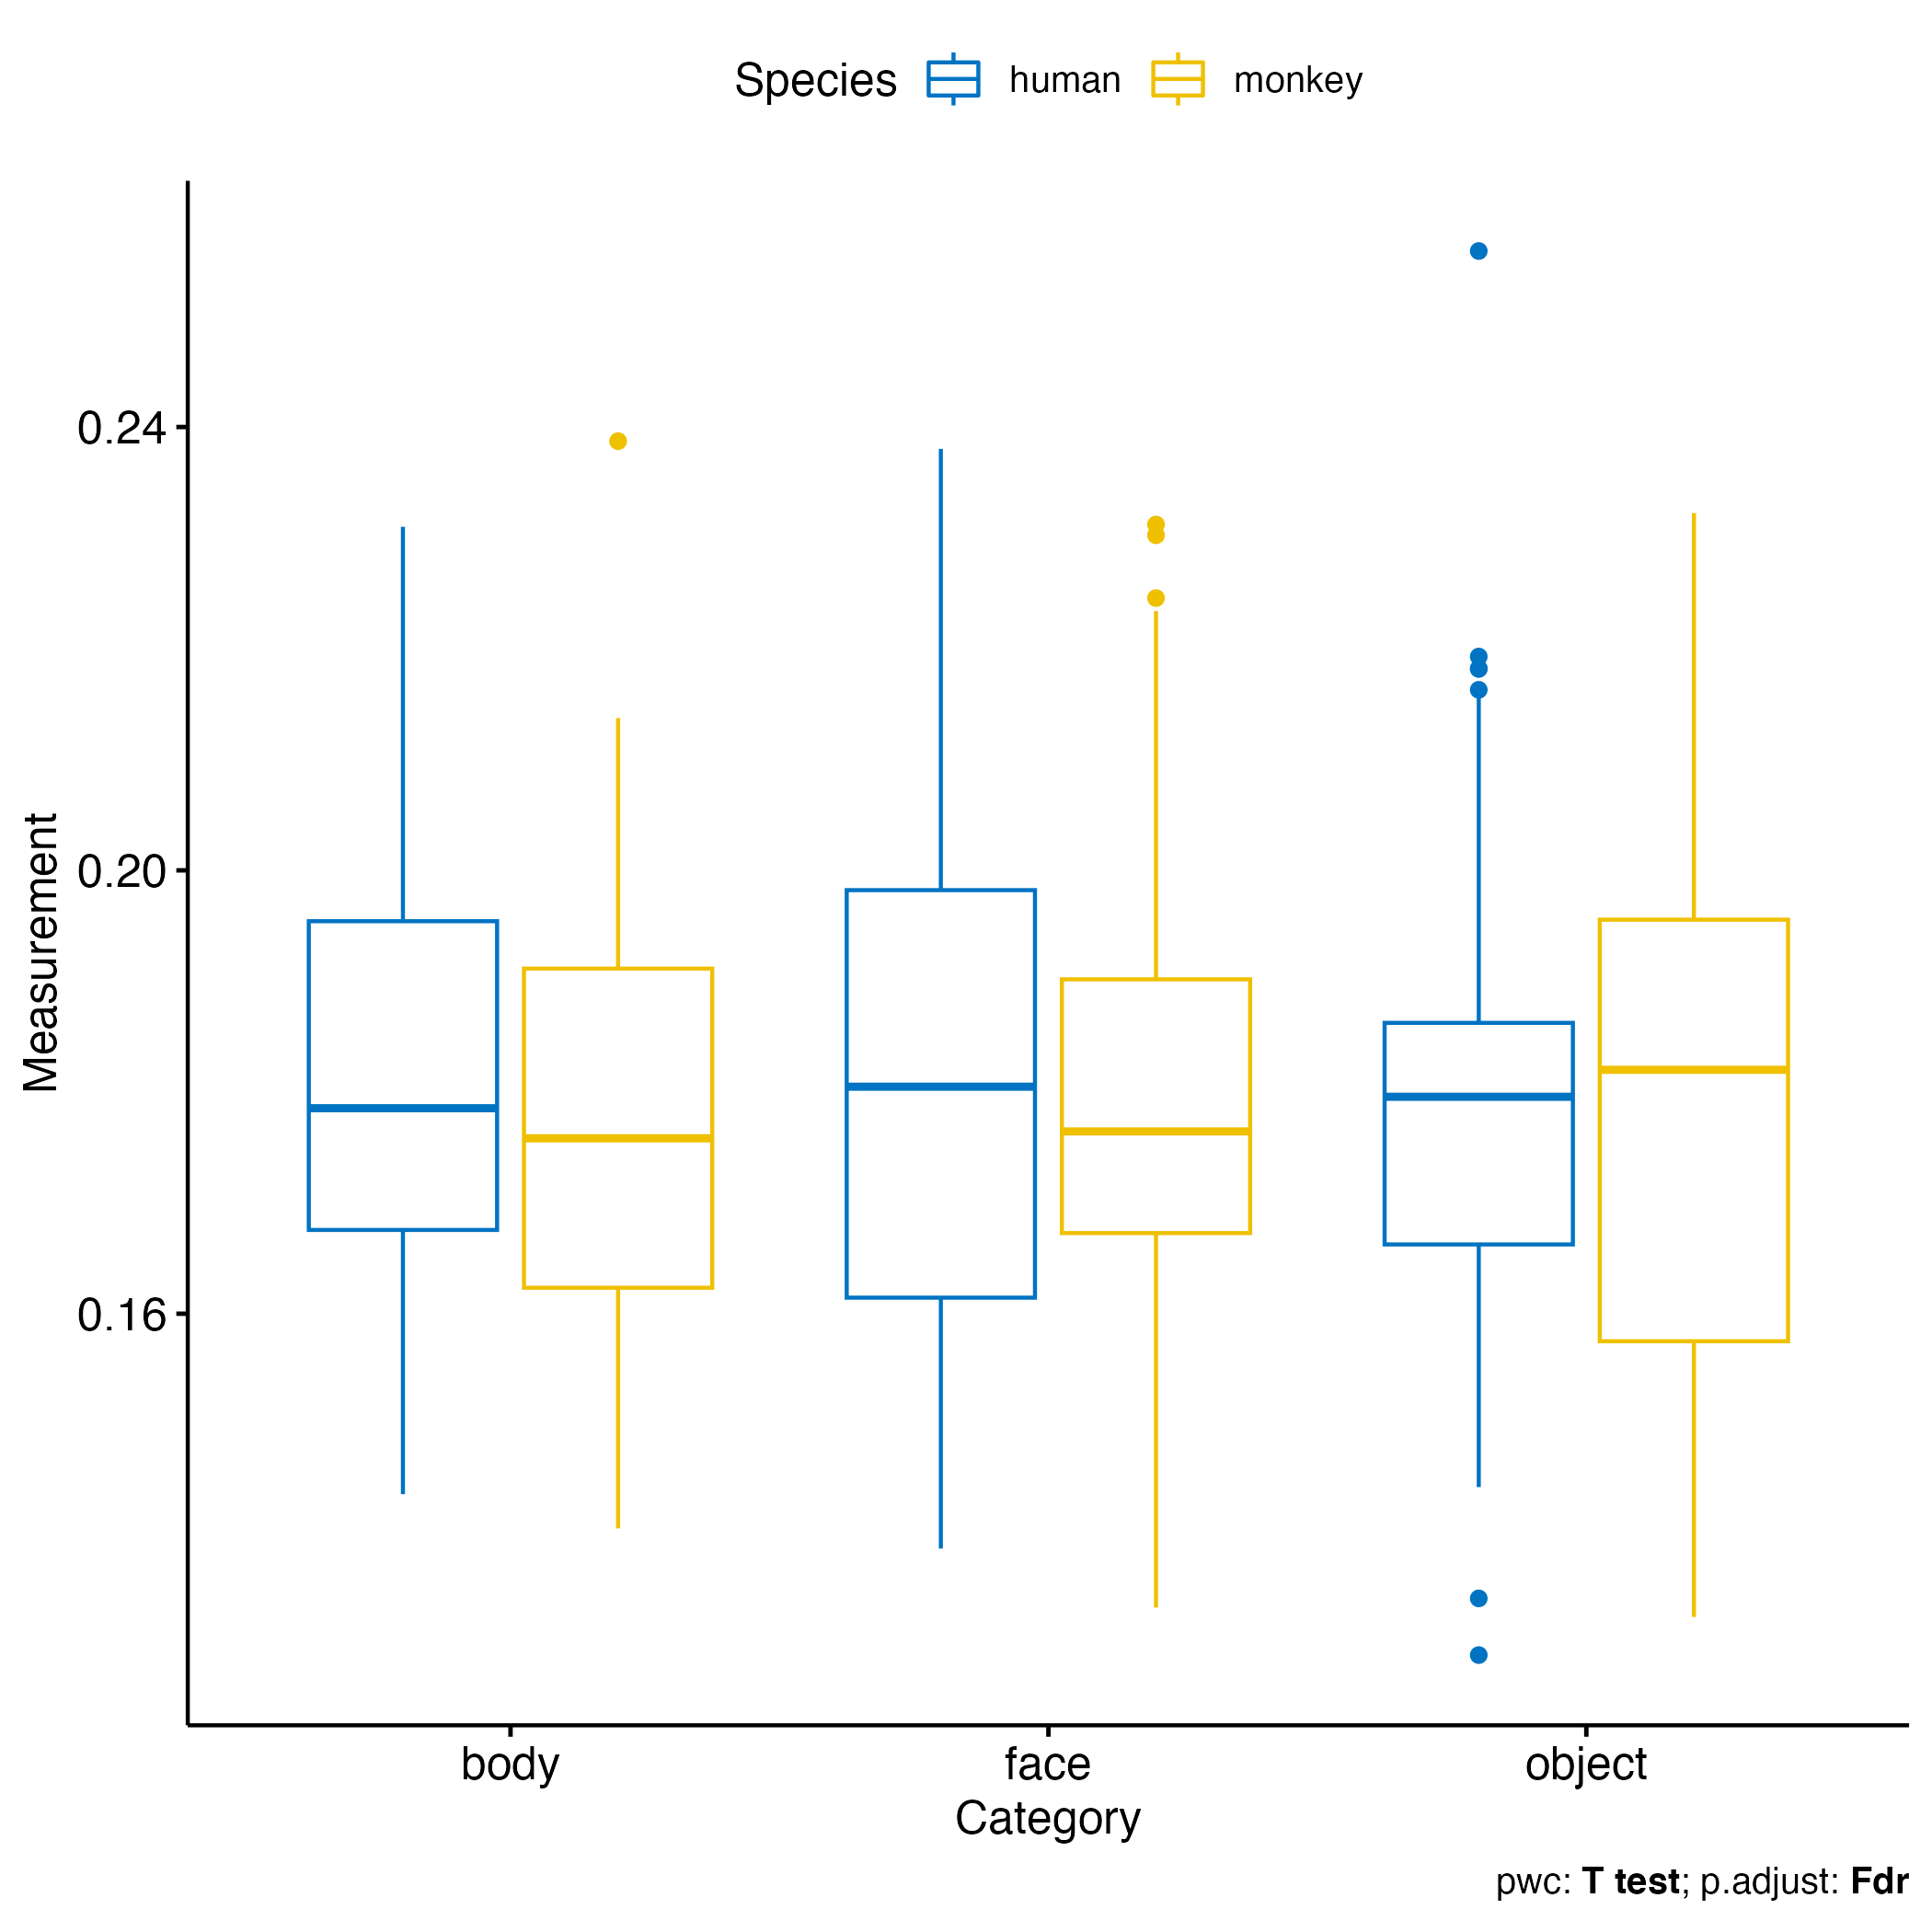 Species human monkey
Measurement
0.24
0.20
0.16
body face object
Category
pwc: T test; p.adjust: Fdr